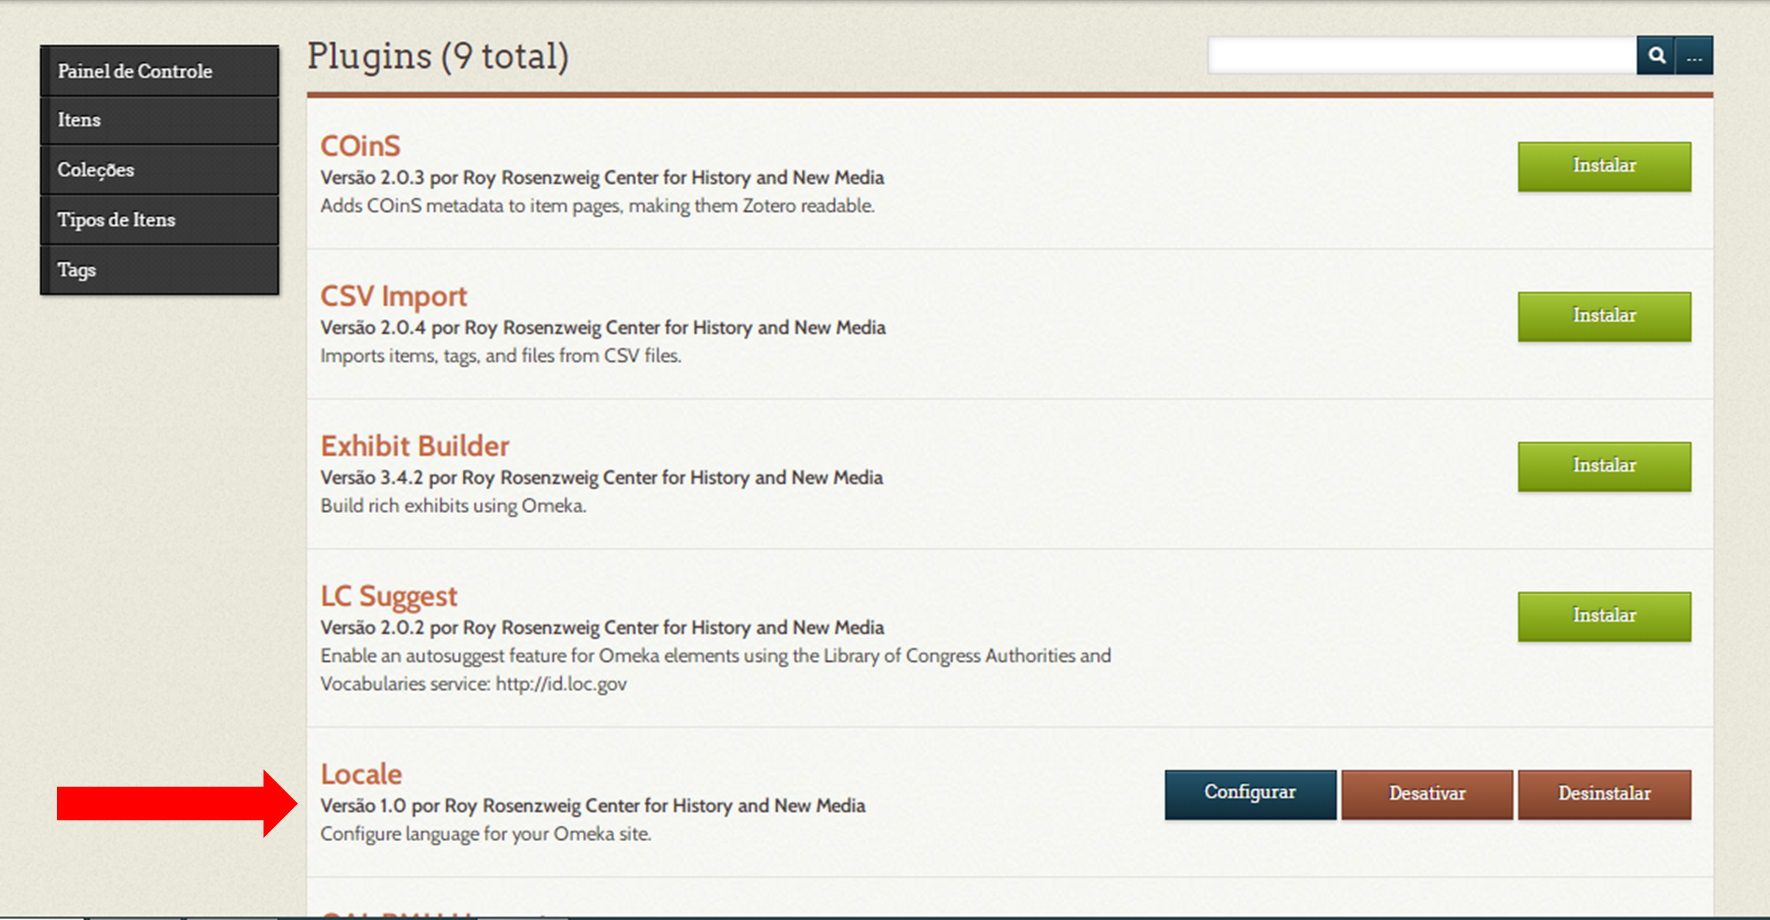 Painel de Controle
Itens
Coleções
Tipos de Itens
Tags
Plugins (9 total)
...
COinS
Versão 2.0.3 por Roy Rosenzweig Center for History and New Media
Adds COinS metadata to item pages, making them Zotero readable.
Instalar
CSV Import
Versão 2.0.4 por Roy Rosenzweig Center for History and New Media
Imports items, tags, and files from CSV files.
Instalar
Exhibit Builder
Versão 3.4.2 por Roy Rosenzweig Center for History and New Media
Build rich exhibits using Omeka.
Instalar
LC Suggest
Versão 2.0.2 por Roy Rosenzweig Center for History and New Media
Enable an autosuggest feature for Omeka elements using the Library of Congress Authorities and
Vocabularies service: http://id.loc.gov
Instalar
Locale
Versão 1.0 por Roy Rosenzweig Center for History and New Media
Configure language for your Omeka site.
Configurar
Desativar
Desinstalar